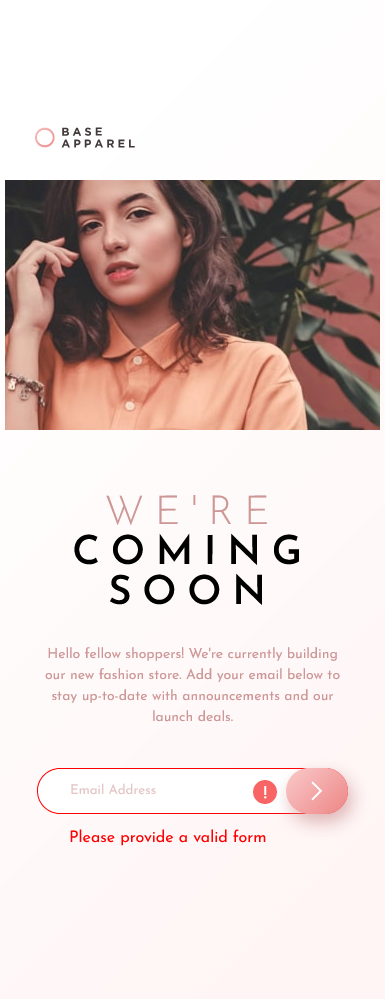 BASE
APPAREL
WE'RE
COMING
SOON
Hello fellow shoppers! We're currently building
our new fashion store. Add your email below to
stay up-to-date with announcements and our
launch deals.
Email Address
!
Please provide a valid form